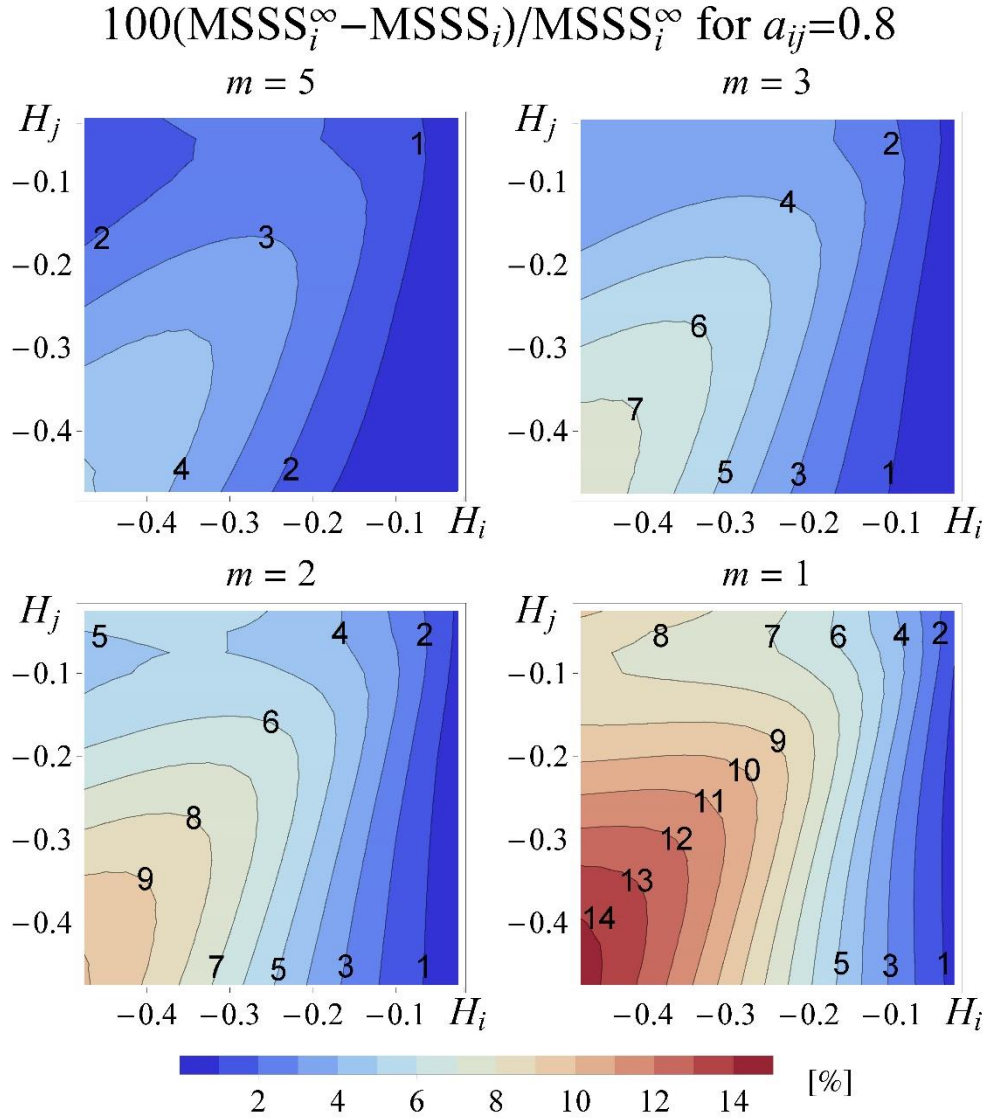 100(MSSS_i^∞−MSSS_i)/MSSS_i^∞ for a_{ij}=0.8
m = 5
m = 3
H_j
1
−0.1
2
3
−0.2
−0.3
−0.4
4
2
−0.4 −0.3 −0.2 −0.1 H_i
H_j
2
−0.1
4
−0.2
6
−0.3
7
−0.4
5 3 1
−0.4 −0.3 −0.2 −0.1 H_i
m = 2
m = 1
H_j
5 4 2
−0.1
6
−0.2
8
−0.3
9
−0.4
7 5 3 1
−0.4 −0.3 −0.2 −0.1 H_i
H_j
8 7 6 4 2
−0.1
9
−0.2
10
11
−0.3
12
13
−0.4
14
5 3 1
−0.4 −0.3 −0.2 −0.1 H_i
2 4 6 8 10 12 14 [%]